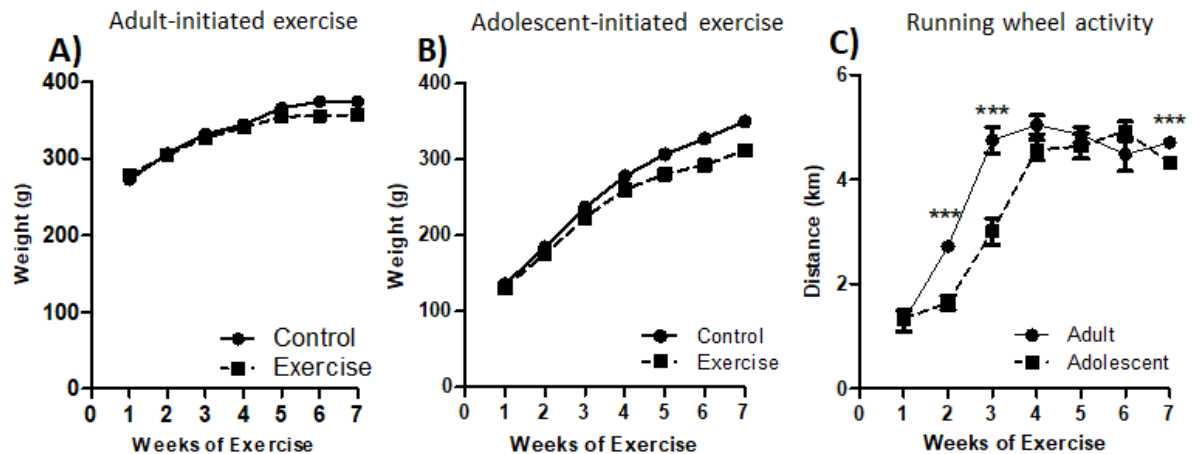 Adult-initiated exercise
A)
400
300
200
100
0
0 1 2 3 4 5 6 7
Weight (g)
Weeks of Exercise
Control
Exercise
Adolescent-initiated exercise
B)
400
300
200
100
0
0 1 2 3 4 5 6 7
Weight (g)
Weeks of Exercise
Control
Exercise
Running wheel activity
C)
6
4
2
0
0 1 2 3 4 5 6 7
Distance (km)
Weeks of Exercise
***
***
***
Adult
Adolescent